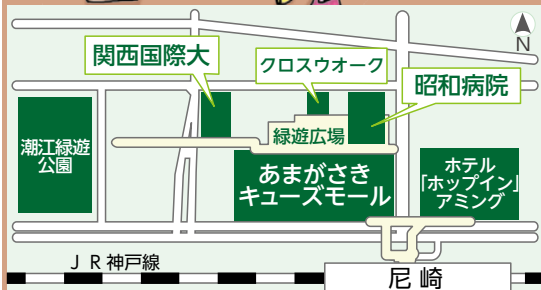 N
関西国際大
クロスウオーク
昭和病院
緑遊広場
潮江緑遊
公園
あまがさき
キューズモール
ホテル
「ホップイン」
アミング
JR神戸線
尼崎